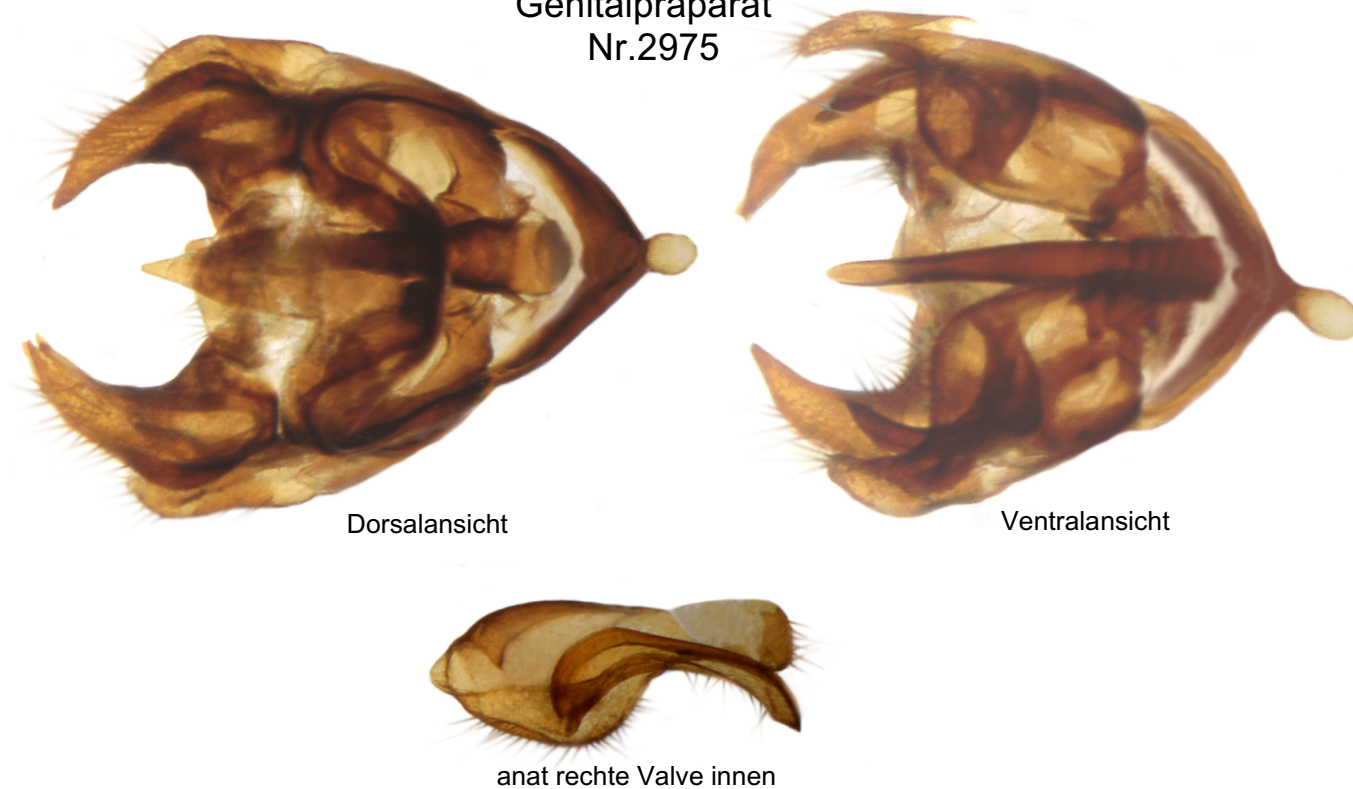 Genitalpräparat
Nr.2975
Dorsalansicht
Ventralansicht
anat rechte Valve innen